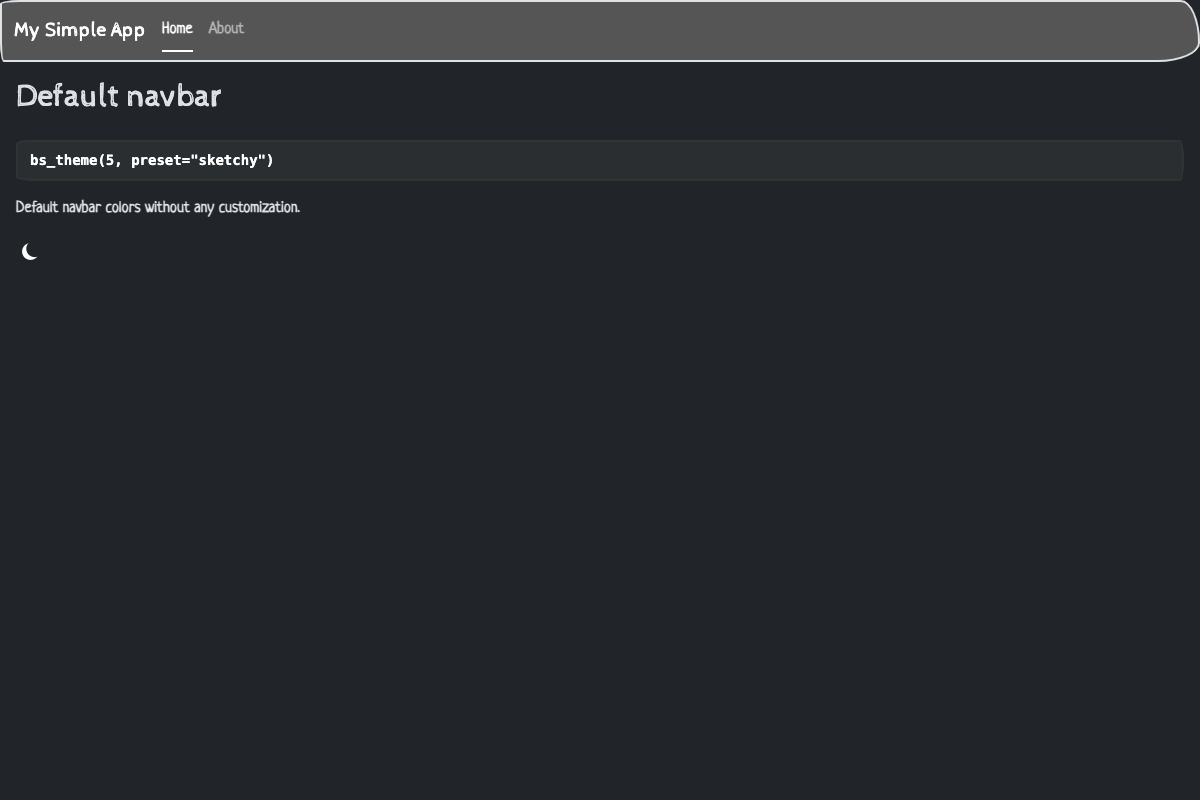 My Simple App Home About
Default navbar
bs_theme(5, preset="sketchy")
Default navbar colors without any customization.